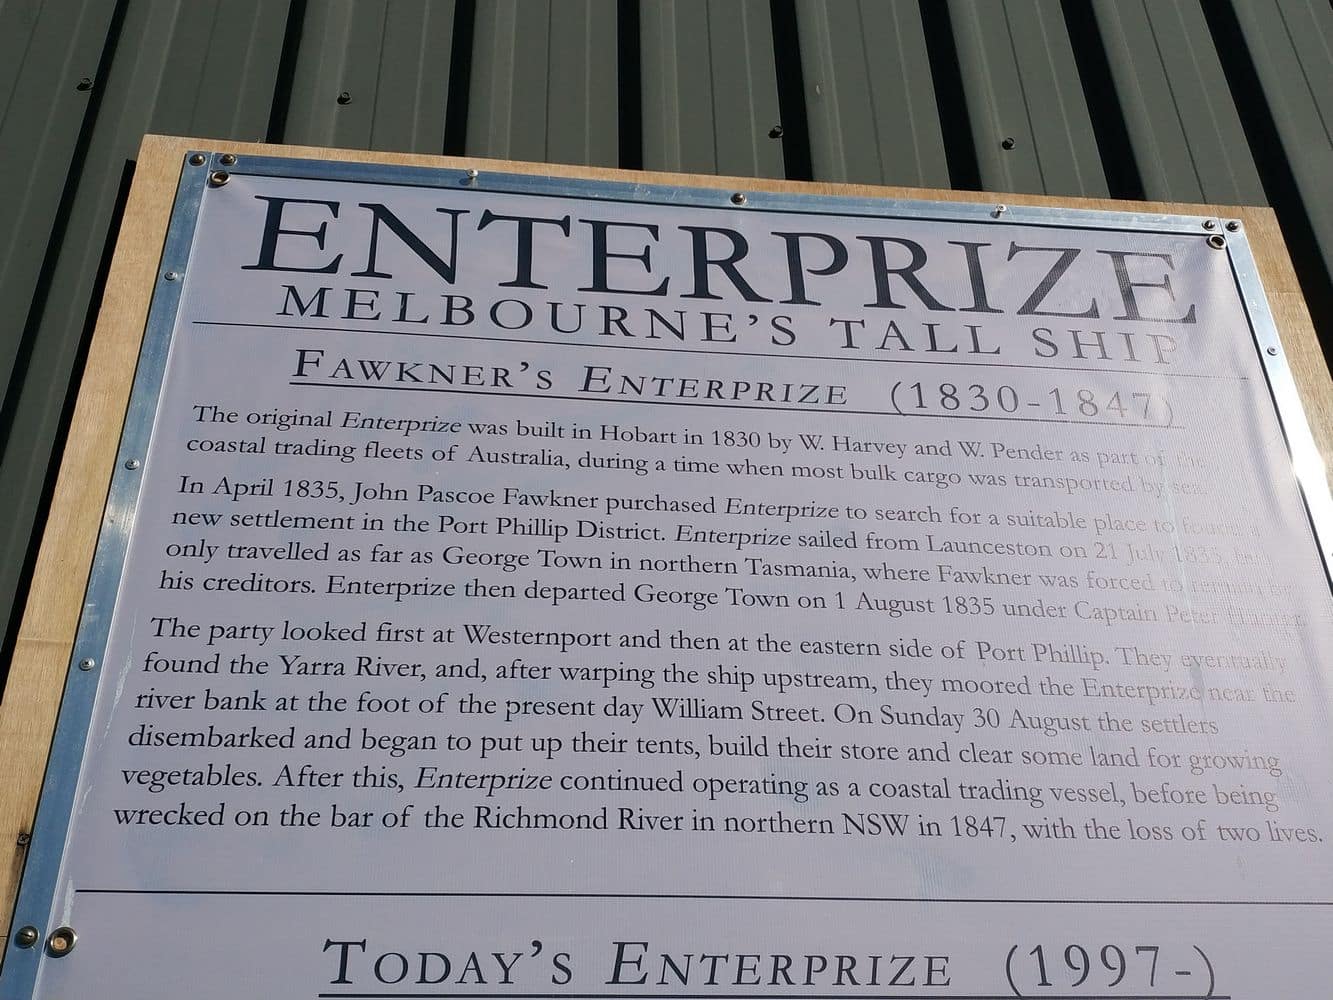 ENTERPRIZE
MELBOURNE'S TALL SHIP
FAWKNER'S ENTERPRIZE (1830-1847)
The original Enterprize was built in Hobart in 1830 by W. Harvey and W. Pender as part of the
coastal trading fleets of Australia, during a time when most bulk cargo was transported by sea.
In April 1835, John Pascoe Fawkner purchased Enterprize to search for a suitable place to found a
new settlement in the Port Phillip District. Enterprize sailed from Launceston on 21 July 1835, but
only travelled as far as George Town in northern Tasmania, where Fawkner was forced to return by
his creditors. Enterprize then departed George Town on 1 August 1835 under Captain Peter Hunter.
The party looked first at Westernport and then at the eastern side of Port Phillip. They eventually
found the Yarra River, and, after warping the ship upstream, they moored the Enterprize near the
river bank at the foot of the present day William Street. On Sunday 30 August the settlers
disembarked and began to put up their tents, build their store and clear some land for growing
vegetables. After this, Enterprize continued operating as a coastal trading vessel, before being
wrecked on the bar of the Richmond River in northern NSW in 1847, with the loss of two lives.
TODAY'S ENTERPRIZE (1997-)